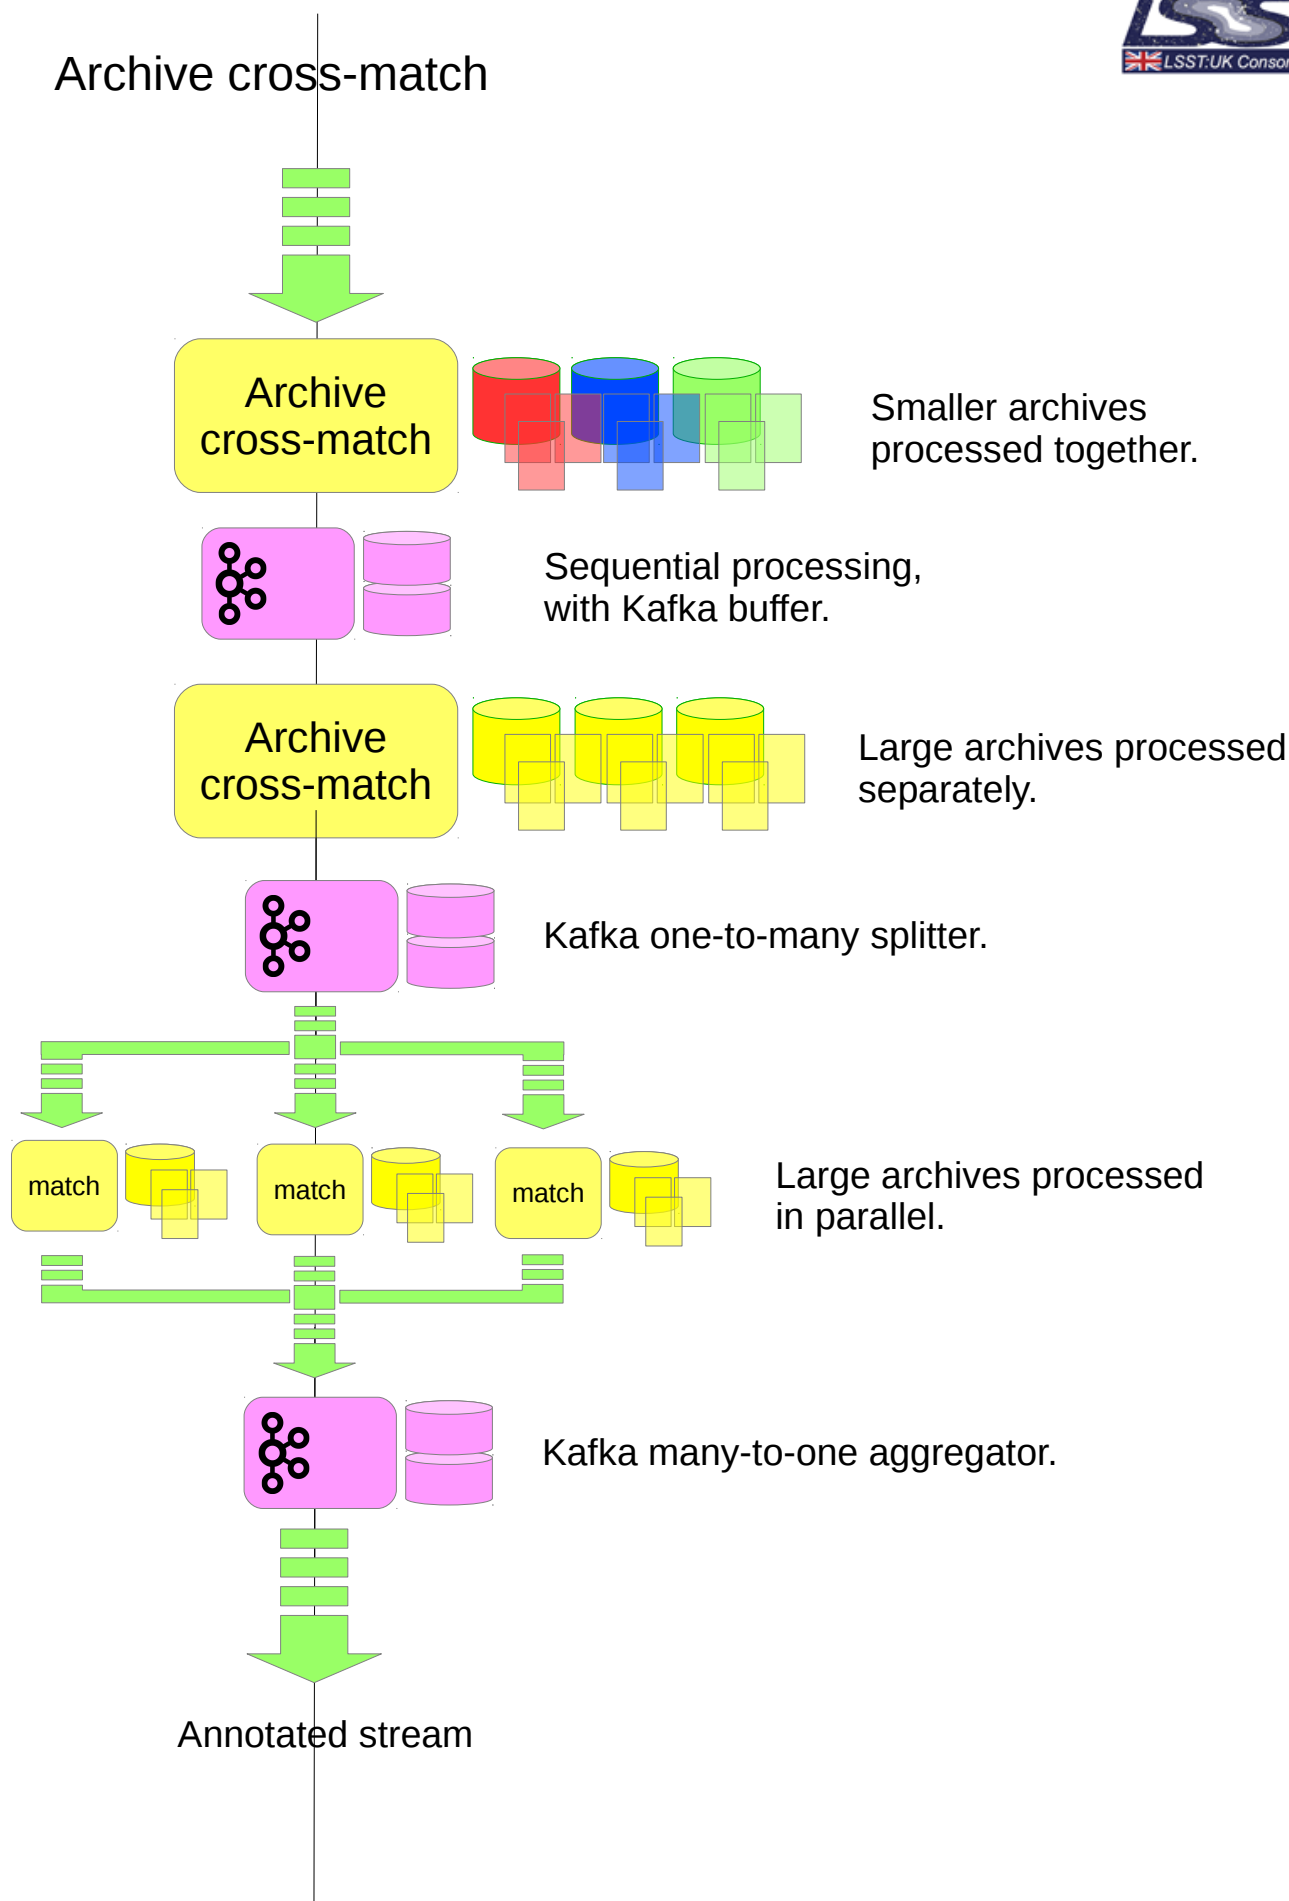 LSS
LSST:UK Consor
Archive cross-match
Archive
cross-match
Smaller archives
processed together.
Sequential processing,
with Kafka buffer.
Archive
cross-match
Large archives processed
separately.
Kafka one-to-many splitter.
match
match
match
Large archives processed
in parallel.
Kafka many-to-one aggregator.
Annotated stream